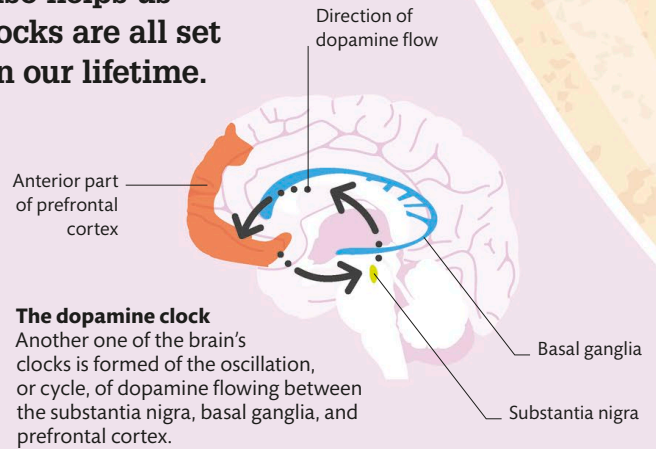 helps us
ocks are all set
n our lifetime.
Direction of
dopamine flow
Anterior part
of prefrontal
cortex
The dopamine clock
Another one of the brain's
clocks is formed of the oscillation,
or cycle, of dopamine flowing between
the substantia nigra, basal ganglia, and
prefrontal cortex.
Basal ganglia
Substantia nigra